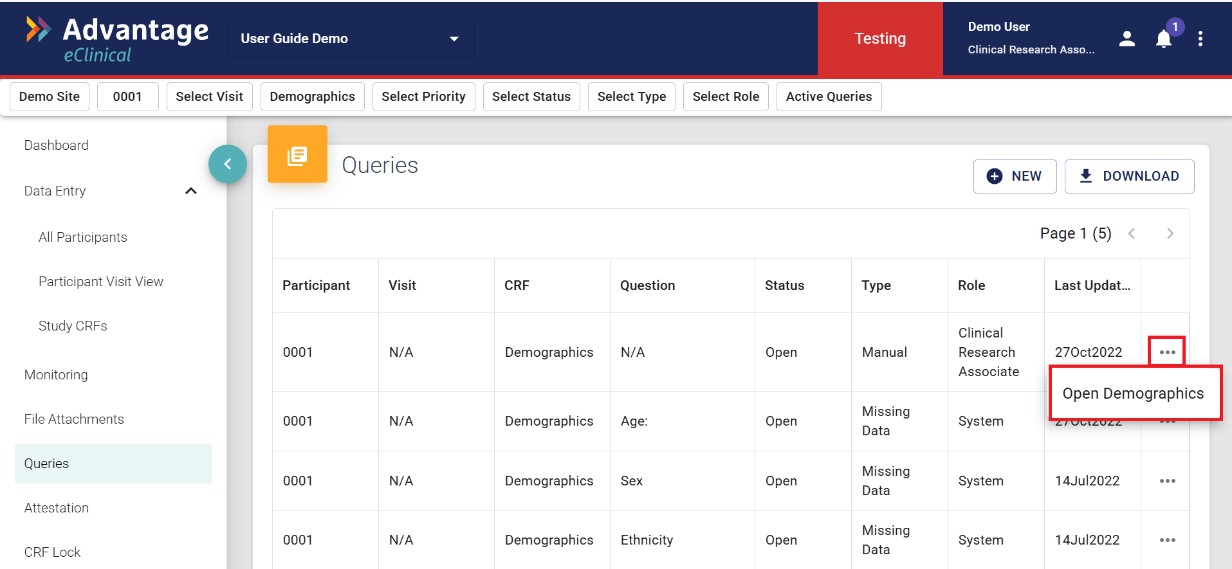 Advantage
eClinical
User Guide Demo
Testing
Demo User
Clinical Research Asso...
1
Demo Site
0001
Select Visit
Demographics
Select Priority
Select Status
Select Type
Select Role
Active Queries
Dashboard
Data Entry
All Participants
Participant Visit View
Study CRFs
Monitoring
File Attachments
Queries
Attestation
CRF Lock
Queries
NEW
DOWNLOAD
Page 1 (5)
Participant Visit CRF Question Status Type Role Last Updat...
0001 N/A Demographics N/A Open Manual Clinical Research Associate 27Oct2022
Open Demographics
0001 N/A Demographics Age: Open Missing Data System 27Oct2022
0001 N/A Demographics Sex Open Missing Data System 14Jul2022
0001 N/A Demographics Ethnicity Open Missing Data System 14Jul2022